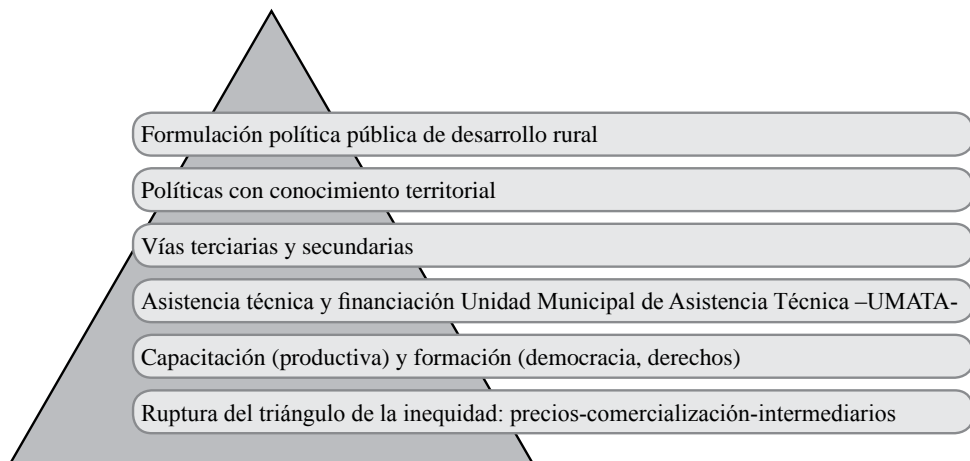 Formulación política pública de desarrollo rural
Políticas con conocimiento territorial
Vías terciarias y secundarias
Asistencia técnica y financiación Unidad Municipal de Asistencia Técnica –UMATA-
Capacitación (productiva) y formación (democracia, derechos)
Ruptura del triángulo de la inequidad: precios-comercialización-intermediarios